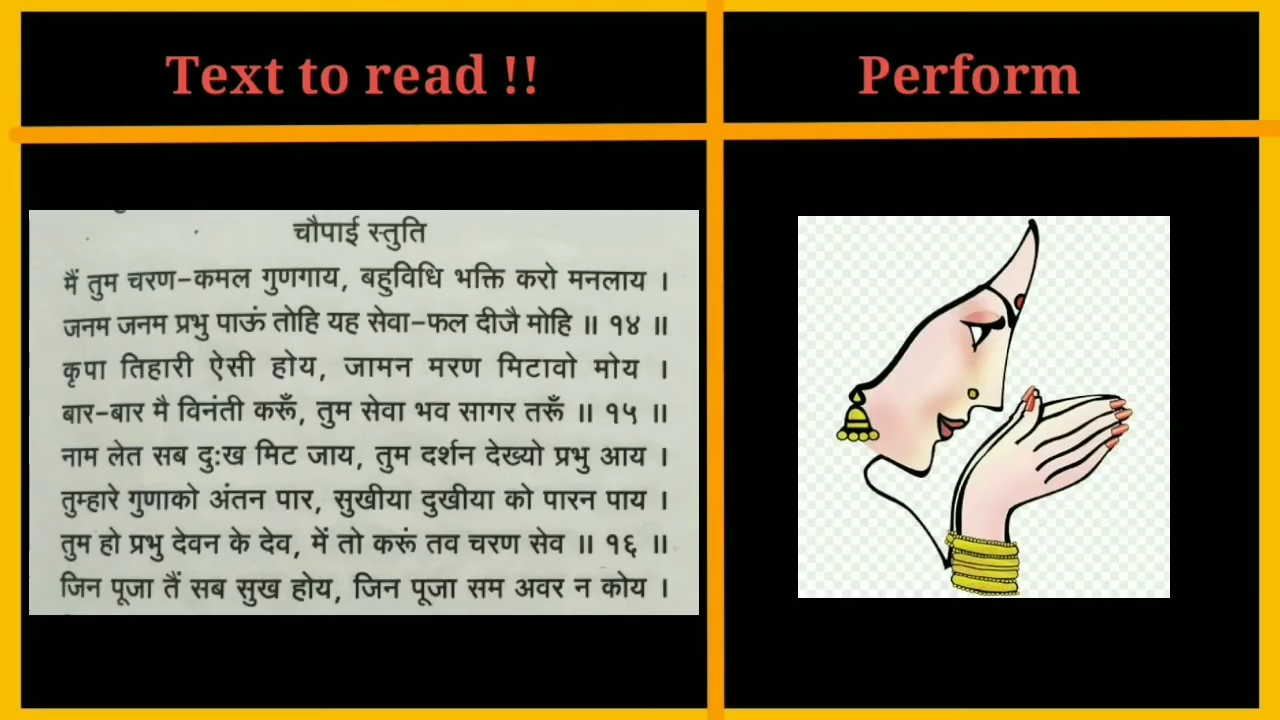 Text to read !!
Perform
चौपाई स्तुति
मैं तुम चरण-कमल गुणगाय, बहुविधि भक्ति करो मनलाय ।
जनम जनम प्रभु पाऊं तोहि यह सेवा-फल दीजै मोहि ॥ १४ ॥
कृपा तिहारी ऐसी होय, जामन मरण मिटावो मोय ।
बार-बार मै विनंती करूँ, तुम सेवा भव सागर तरूँ ॥ १५ ॥
नाम लेत सब दुःख मिट जाय, तुम दर्शन देख्यो प्रभु आय ।
तुम्हारे गुणाको अंतन पार, सुखीया दुखीया को पारन पाय ।
तुम हो प्रभु देवन के देव, में तो करूं तव चरण सेव ॥ १६ ॥
जिन पूजा तैं सब सुख होय, जिन पूजा सम अवर न कोय ।